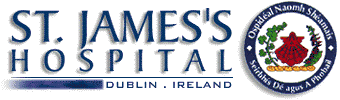 ST. JAMES'S
HOSPITAL
DUBLIN . IRELAND
Ospidéal Naomh Shéamais
Seirbhís Dé agus A Phobail